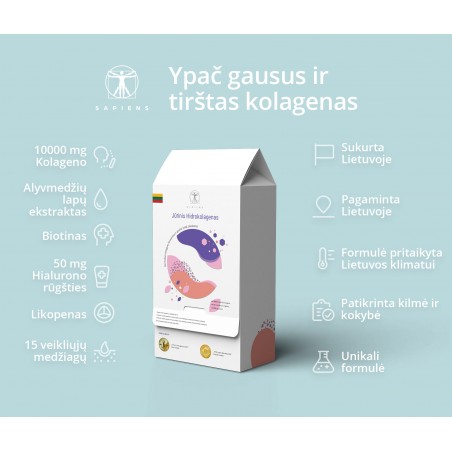 Ypač gausus ir
tirštas kolagenas
SAPIENS
10000 mg
Kolageno
Alyvmedžių
lapų
ekstraktas
Biotinas
50 mg
Hialurono
rūgšties
Likopenas
15 veikliųjų
medžiagų
Jūrinis Hidrokolagenas
Sukurta
Lietuvoje
Pagaminta
Lietuvoje
Formulė pritaikyta
Lietuvos klimatui
Patikrinta kilmė ir
kokybė
Unikali
formulė